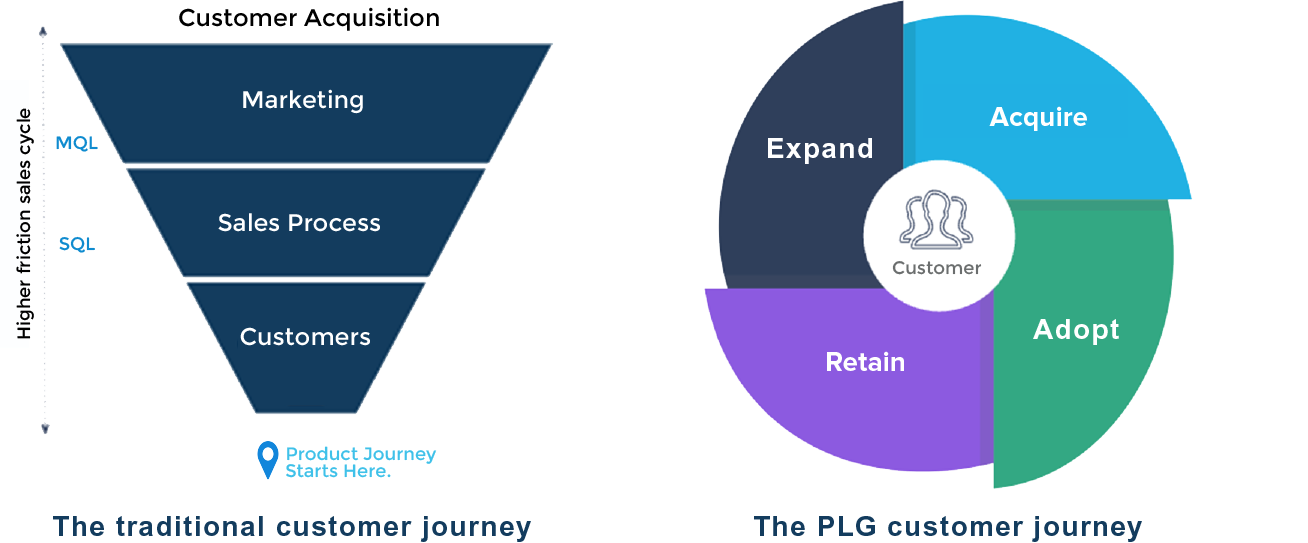 Customer Acquisition
Higher friction sales cycle
Marketing
MQL
Sales Process
SQL
Customers
Product Journey
Starts Here.
The traditional customer journey
Expand
Acquire
Customer
Adopt
Retain
The PLG customer journey